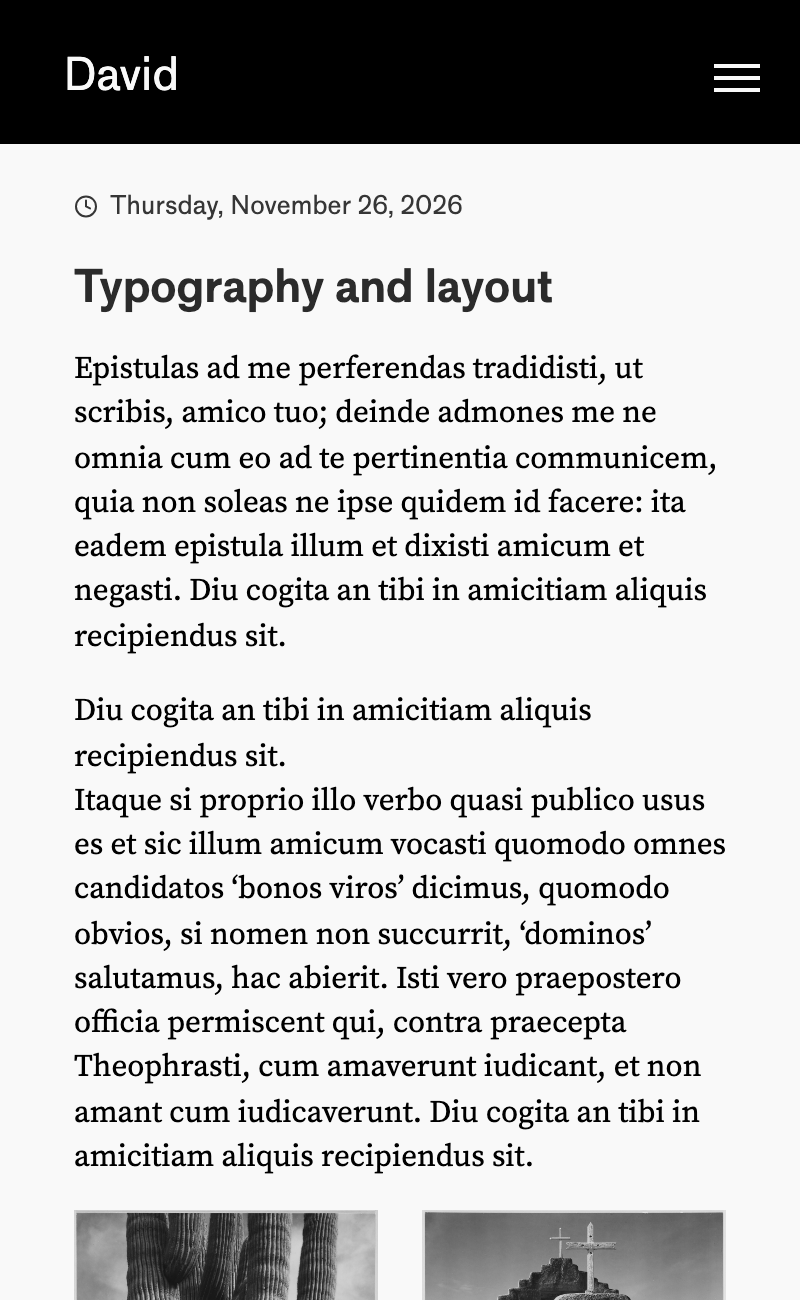 David
Thursday, November 26, 2026
Typography and layout
Epistulas ad me perferendas tradidisti, ut
scribis, amico tuo; deinde admones me ne
omnia cum eo ad te pertinentia communicem,
quia non soleas ne ipse quidem id facere: ita
eadem epistula illum et dixisti amicum et
negasti. Diu cogita an tibi in amicitiam aliquis
recipiendus sit.
Diu cogita an tibi in amicitiam aliquis
recipiendus sit.
Itaque si proprio illo verbo quasi publico usus
es et sic illum amicum vocasti quomodo omnes
candidatos ‘bonos viros’ dicimus, quomodo
obvios, si nomen non succurrit, ‘dominos’
salutamus, hac abierit. Isti vero praepostero
officia permiscent qui, contra praecepta
Theophrasti, cum amaverunt iudicant, et non
amant cum iudicaverunt. Diu cogita an tibi in
amicitiam aliquis recipiendus sit.